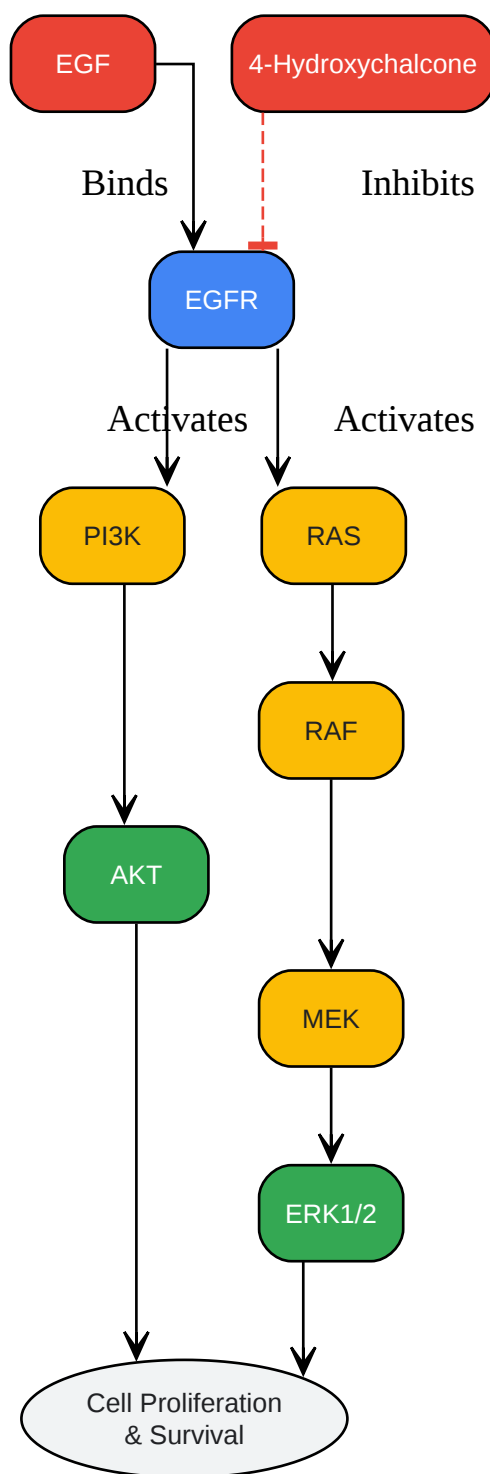 EGF
4-Hydroxychalcone
Binds
Inhibits
EGFR
Activates
Activates
PI3K
RAS
RAF
AKT
MEK
ERK1/2
Cell Proliferation
& Survival